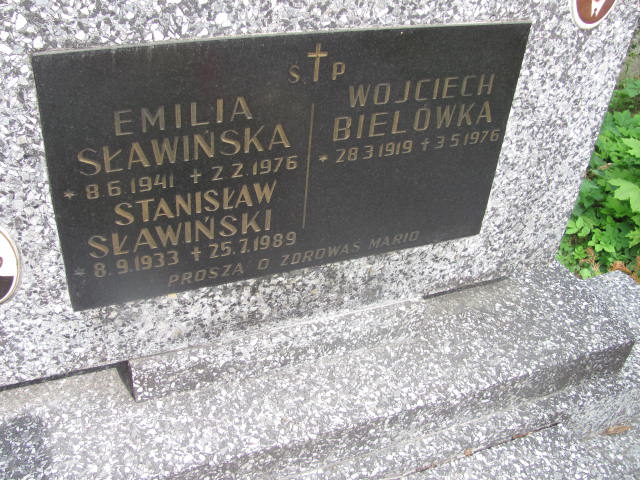 Ś. P
EMILIA
SŁAWIŃSKA
* 8.6.1941 + 2.2.1976
STANISŁAW
SŁAWIŃSKI
* 8.9.1933 + 25.7.1989
WOJCIECH
BIELÓWKA
* 28.3.1919 + 3.5.1976
PROSZĄ O ZDROWAŚ MARIO